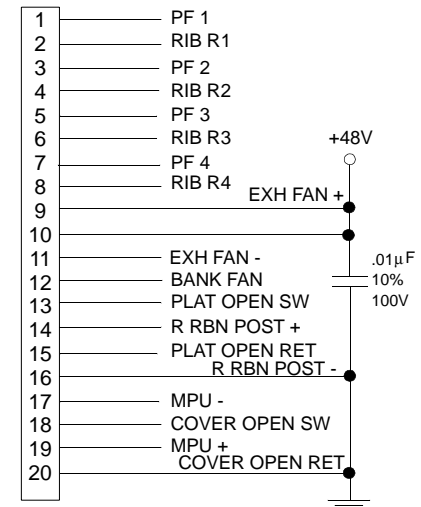 1 PF 1
2 RIB R1
3 PF 2
4 RIB R2
5 PF 3
6 RIB R3
+48V
7 PF 4
8 RIB R4
EXH FAN +
9
10
11 EXH FAN -
.01μF
12 BANK FAN
10%
13 PLAT OPEN SW
100V
14 R RBN POST +
15 PLAT OPEN RET
R RBN POST -
16
17 MPU -
18 COVER OPEN SW
19 MPU +
COVER OPEN RET
20